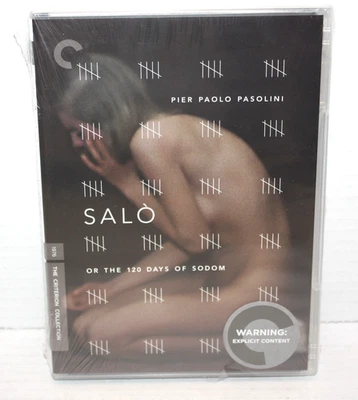 PIER PAOLO PASOLINI
SALÒ
OR THE 120 DAYS OF SODOM
THE CRITERION COLLECTION
WARNING:
EXPLICIT CONTENT